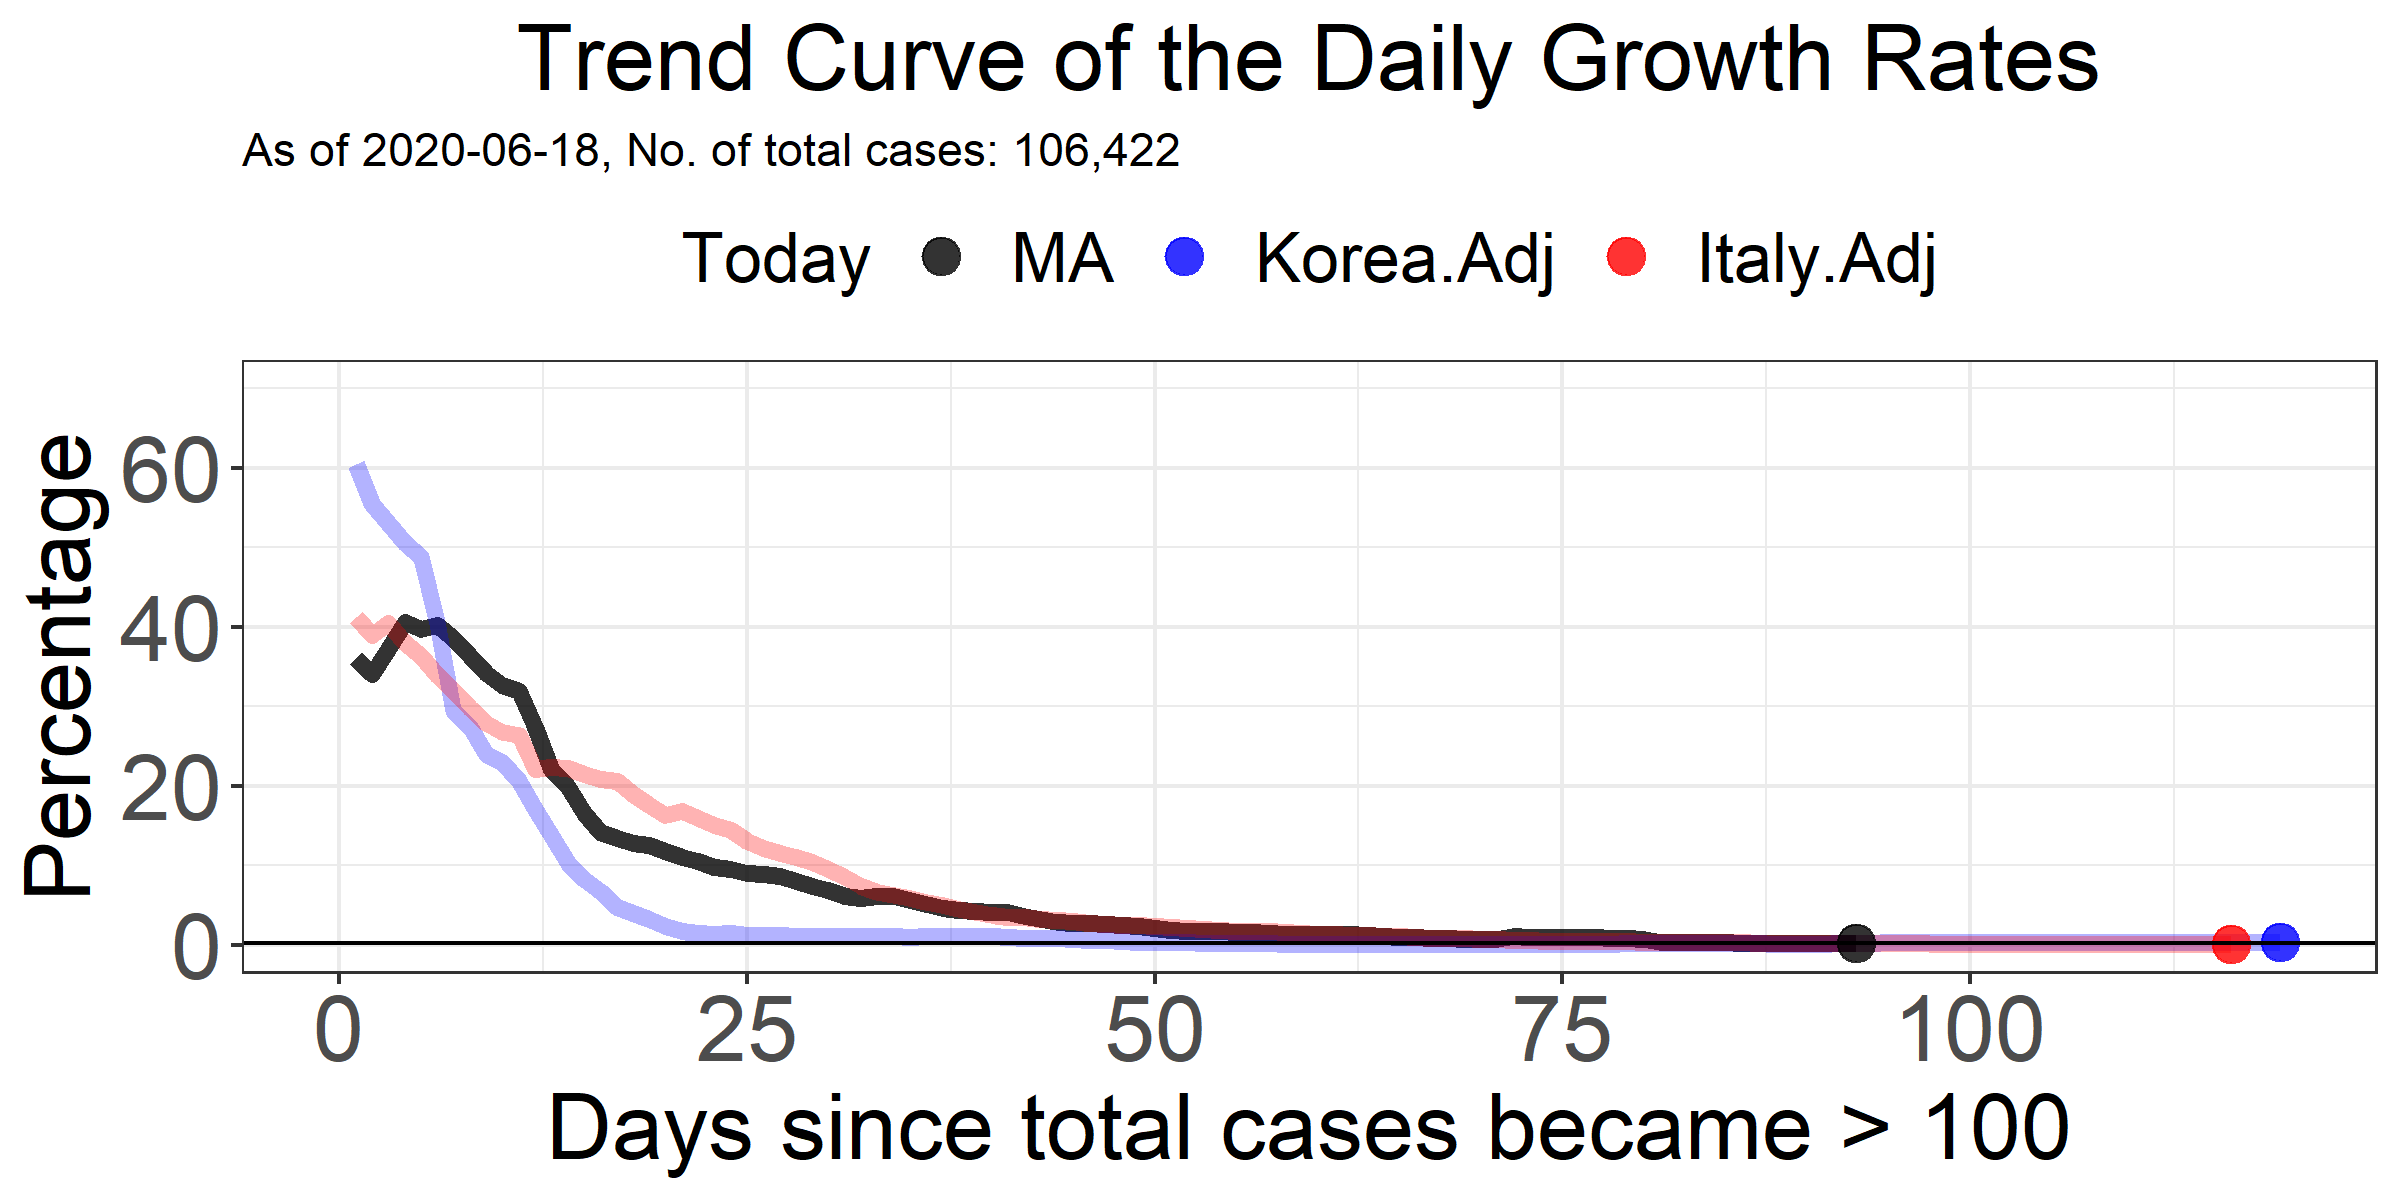 Trend Curve of the Daily Growth Rates
As of 2020-06-18, No. of total cases: 106,422
Today MA Korea.Adj Italy.Adj
Percentage
60
40
20
0
0 25 50 75 100
Days since total cases became > 100